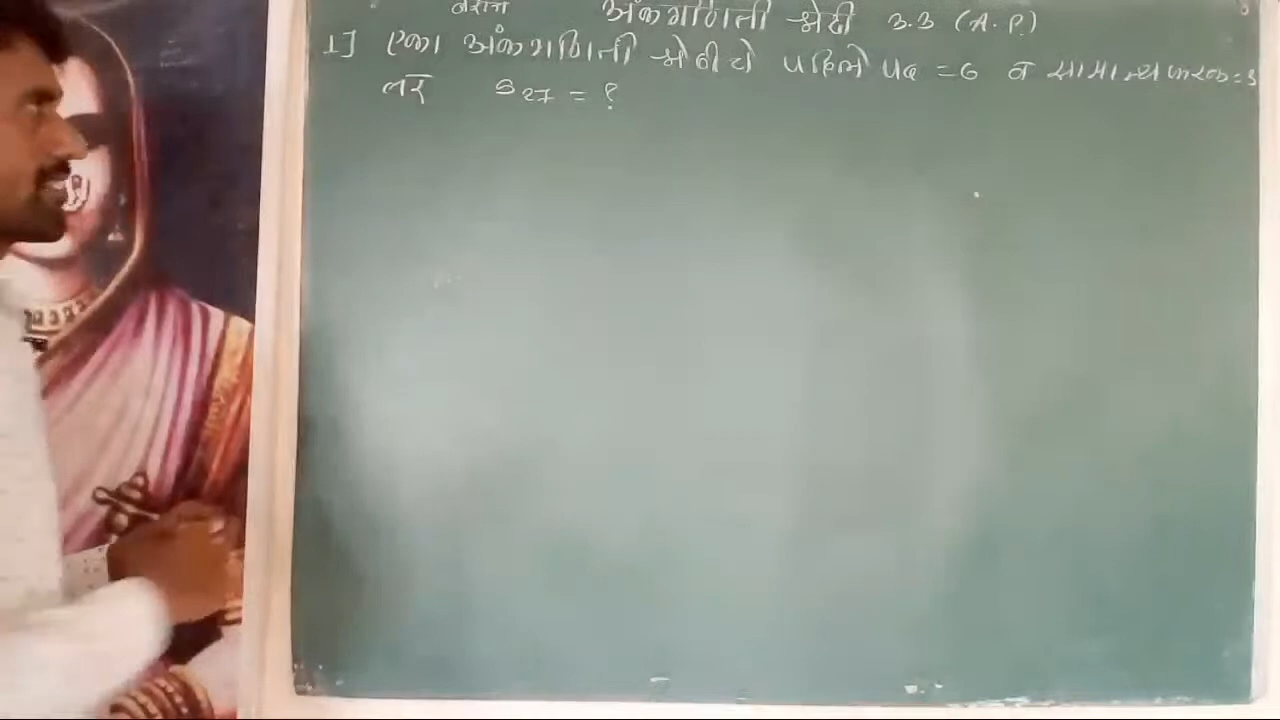 अंकगणिती श्रेढी 3.3 (A.P.)
1] एका अंकगणिती श्रेढीचे पहिले पद = 6 व सामान्य फरक = 3
तर S27 = ?